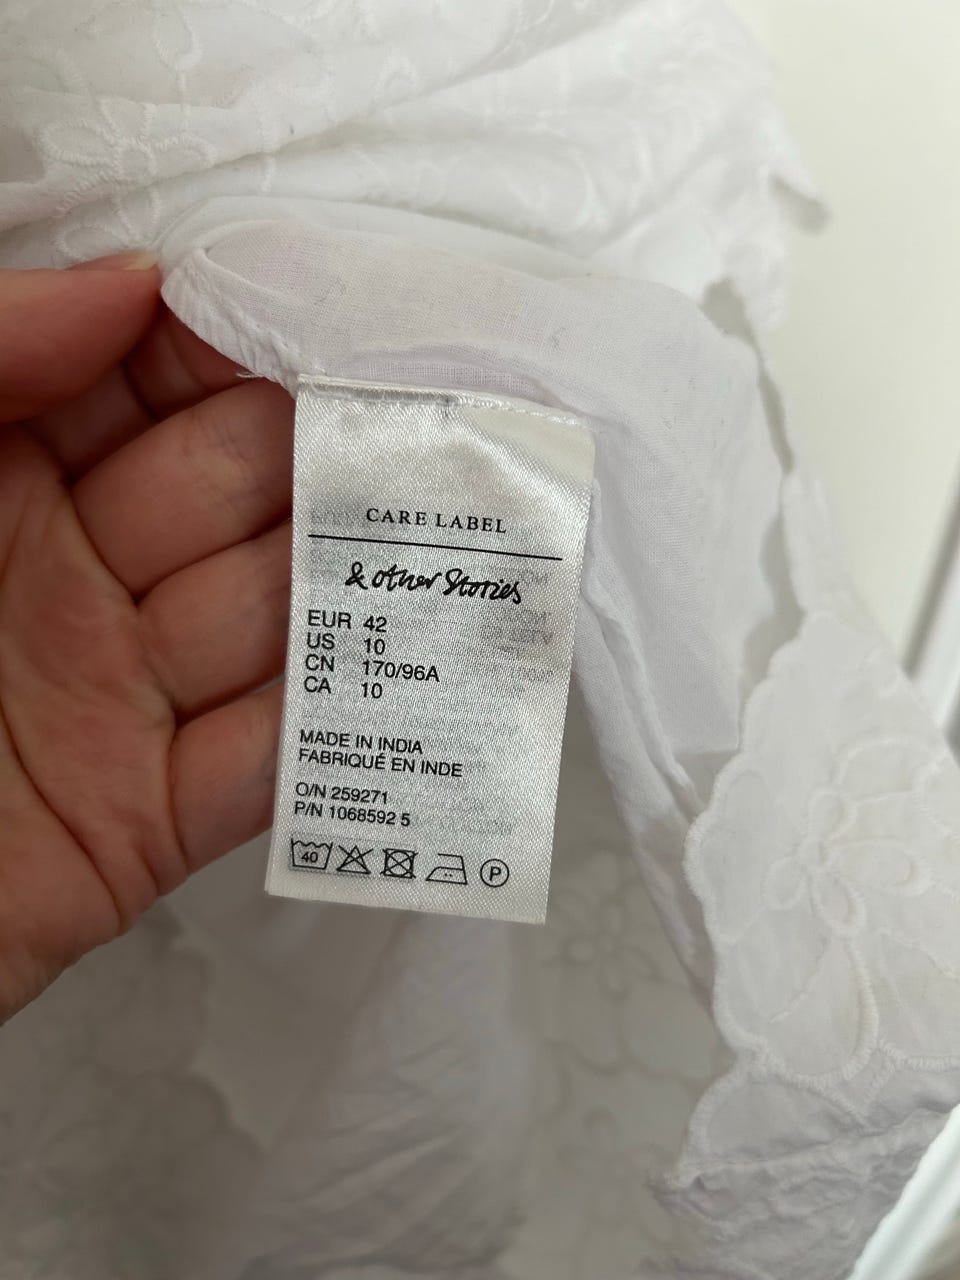 CARE LABEL
& other Stories
EUR 42
US 10
CN 170/96A
CA 10
MADE IN INDIA
FABRIQUÉ EN INDE
O/N 259271
P/N 1068592 5
40 P